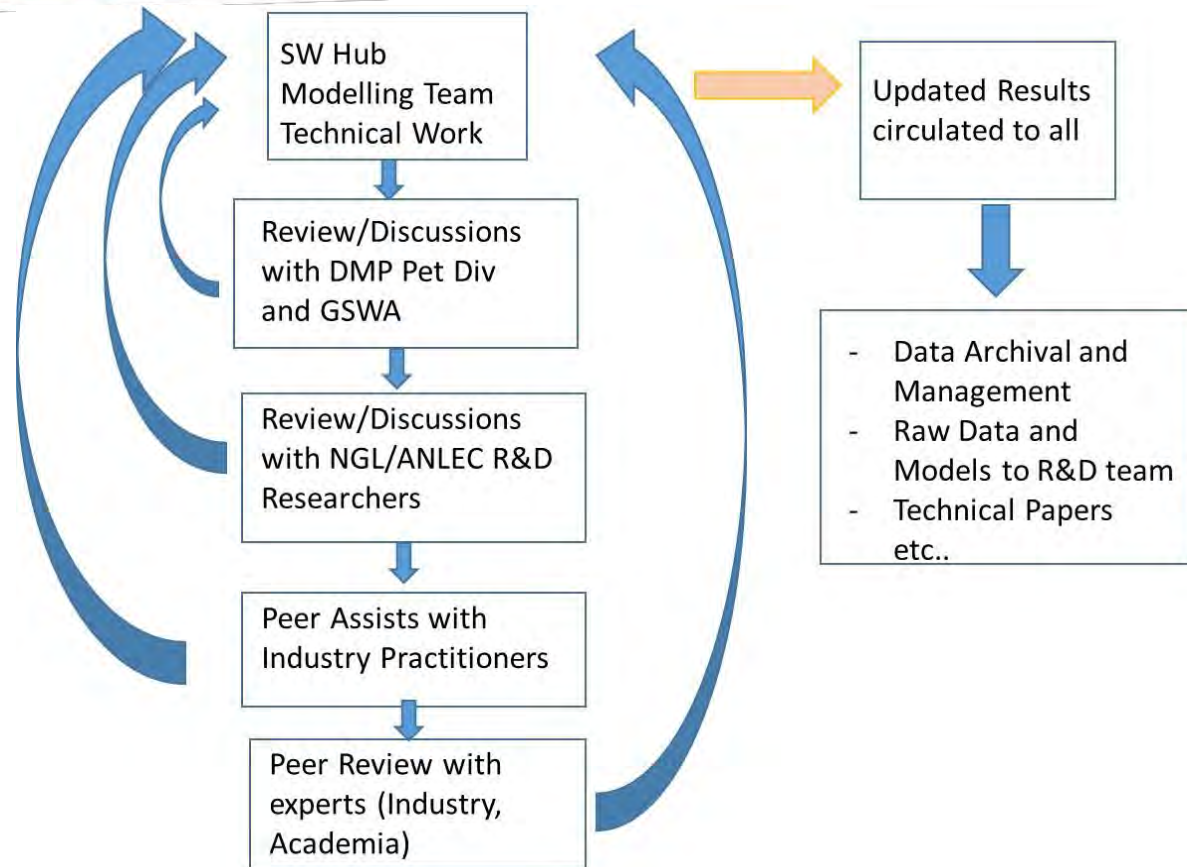 SW Hub
Modelling Team
Technical Work
Review/Discussions
with DMP Pet Div
and GSWA
Review/Discussions
with NGL/ANLEC R&D
Researchers
Peer Assists with
Industry Practitioners
Peer Review with
experts (Industry,
Academia)
Updated Results
circulated to all
- Data Archival and
Management
- Raw Data and
Models to R&D team
- Technical Papers
etc..